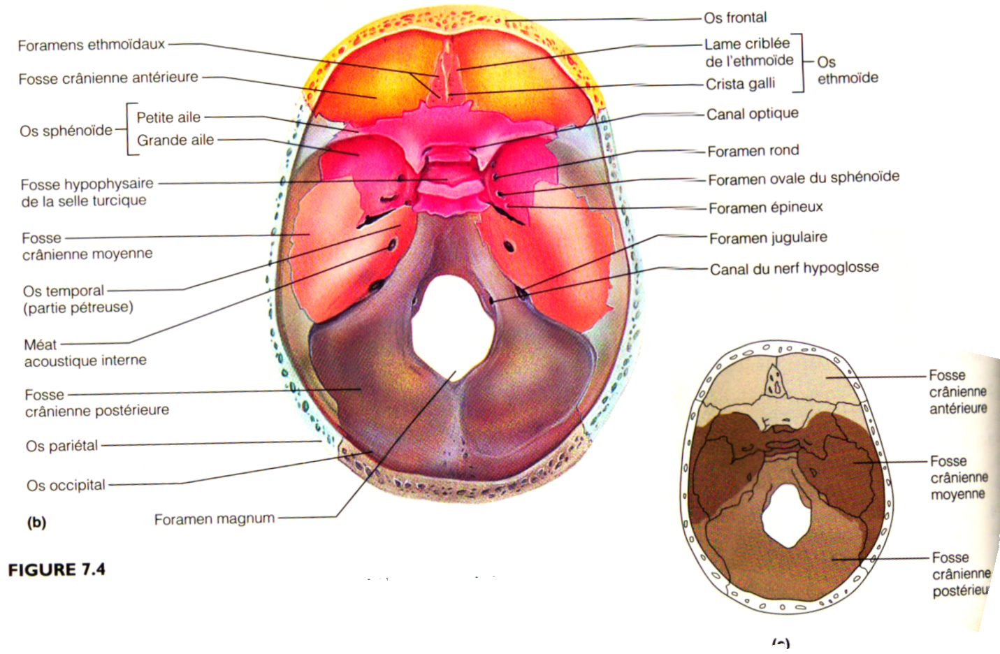 Foramens ethmoïdaux
Fosse crânienne antérieure
Os sphénoïde
Petite aile
Grande aile
Fosse hypophysaire
de la selle turcique
Fosse
crânienne moyenne
Os temporal
(partie pétreuse)
Méat
acoustique interne
Fosse
crânienne postérieure
Os pariétal
Os occipital
(b)
Foramen magnum
FIGURE 7.4
Os frontal
Lame criblée
de l'ethmoïde
Crista galli
Os
ethmoïde
Canal optique
Foramen rond
Foramen ovale du sphénoïde
Foramen épineux
Foramen jugulaire
Canal du nerf hypoglosse
Fosse
crânienne
antérieure
Fosse
crânienne
moyenne
Fosse
crânienne